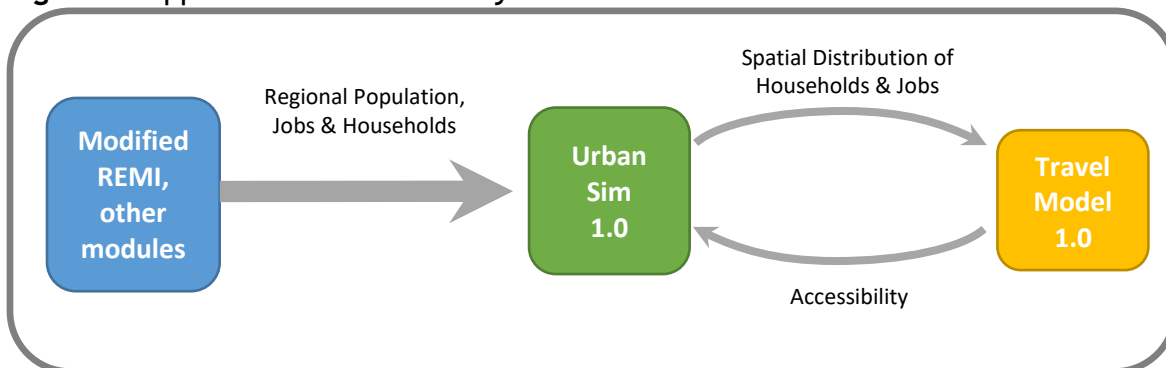 Spatial Distribution of
Households & Jobs
Regional Population,
Jobs & Households
Modified
REMI,
other
modules
Urban
Sim
1.0
Travel
Model
1.0
Accessibility